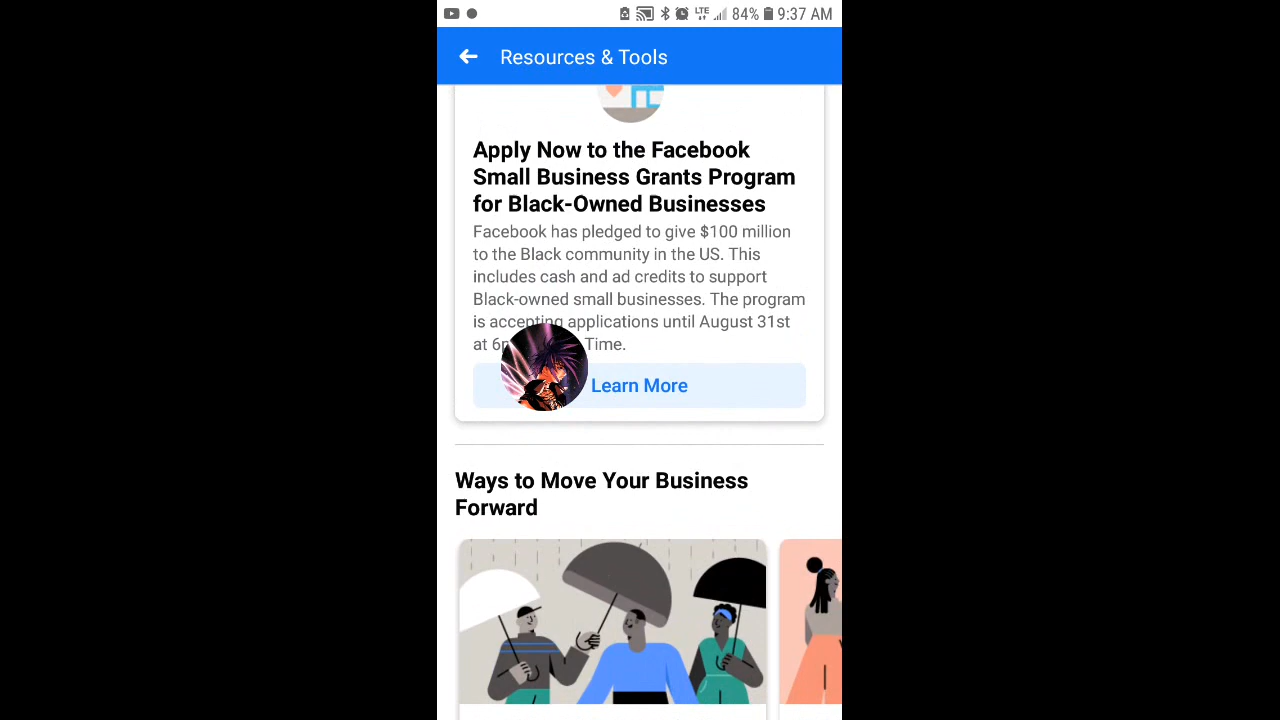 LTE 84% 9:37 AM
Resources & Tools
Apply Now to the Facebook
Small Business Grants Program
for Black-Owned Businesses
Facebook has pledged to give $100 million
to the Black community in the US. This
includes cash and ad credits to support
Black-owned small businesses. The program
is accepting applications until August 31st
at Time.
Learn More
Ways to Move Your Business
Forward